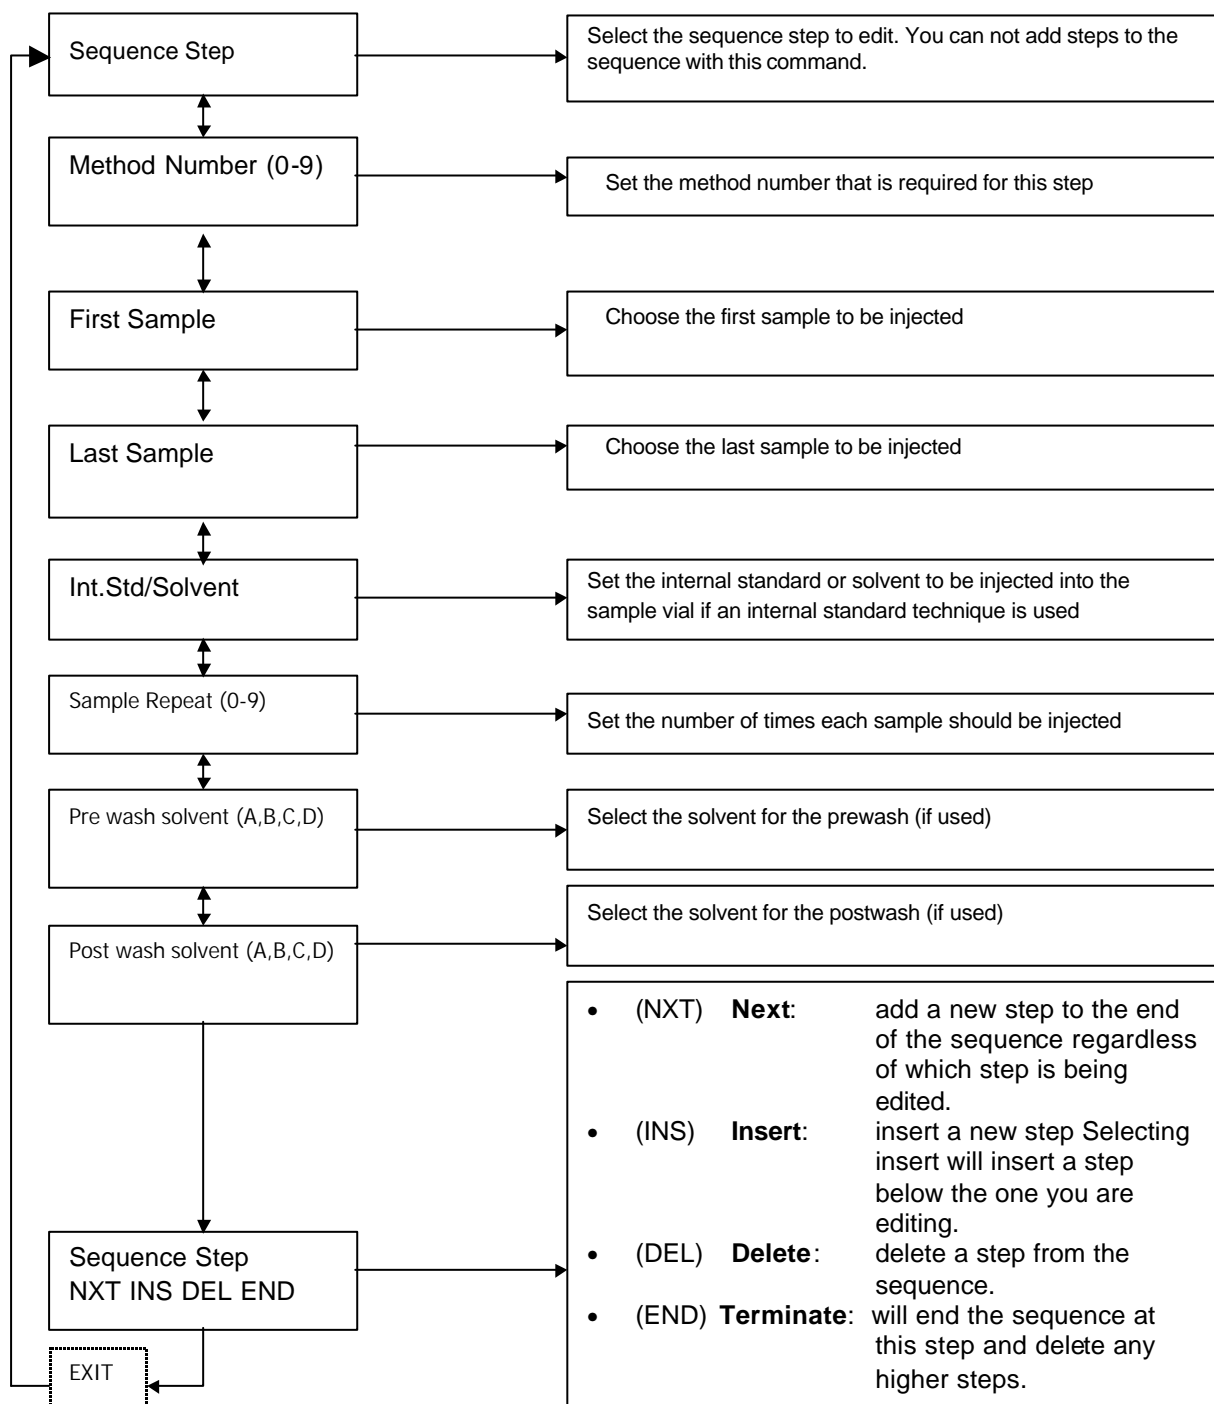 Sequence Step
Select the sequence step to edit. You can not add steps to the
sequence with this command.
Method Number (0-9)
Set the method number that is required for this step
First Sample
Choose the first sample to be injected
Last Sample
Choose the last sample to be injected
Int.Std/Solvent
Set the internal standard or solvent to be injected into the
sample vial if an internal standard technique is used
Sample Repeat (0-9)
Set the number of times each sample should be injected
Pre wash solvent (A,B,C,D)
Select the solvent for the prewash (if used)
Post wash solvent (A,B,C,D)
Select the solvent for the postwash (if used)
Sequence Step
NXT INS DEL END
• (NXT) Next: add a new step to the end
of the sequence regardless
of which step is being
edited.
• (INS) Insert: insert a new step Selecting
insert will insert a step
below the one you are
editing.
• (DEL) Delete: delete a step from the
sequence.
• (END) Terminate: will end the sequence at
this step and delete any
higher steps.
EXIT